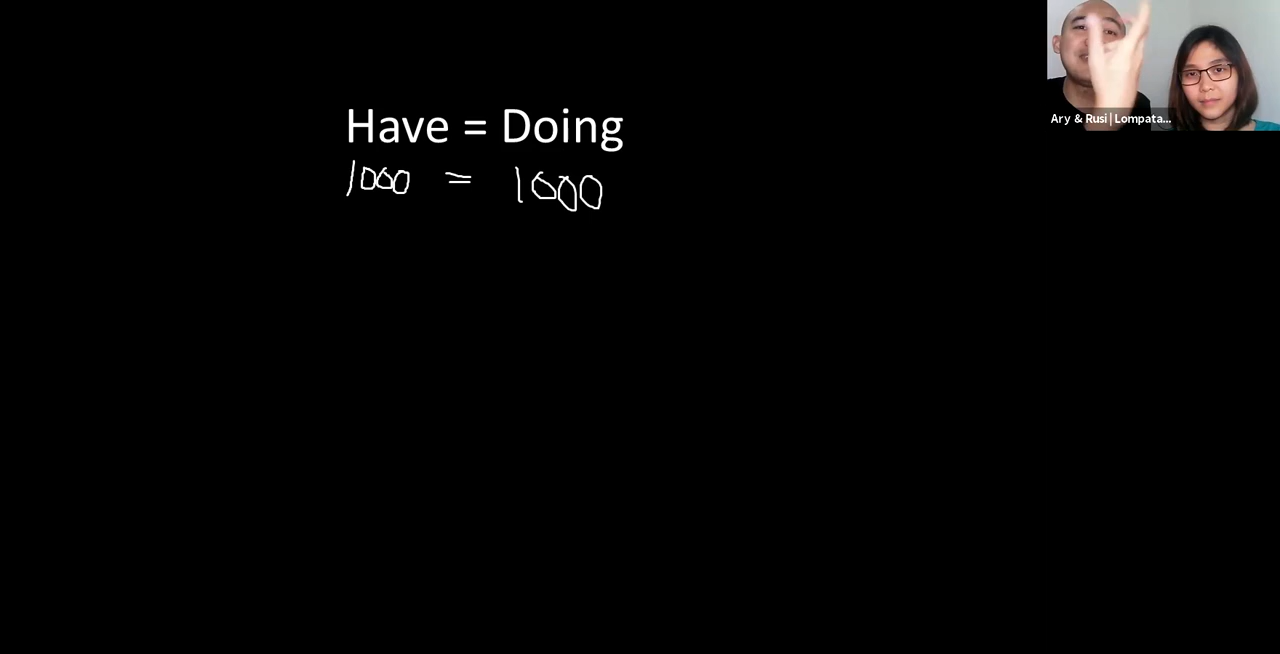 Have = Doing
1000 = 1000
Ary & Rusi | Lompata...